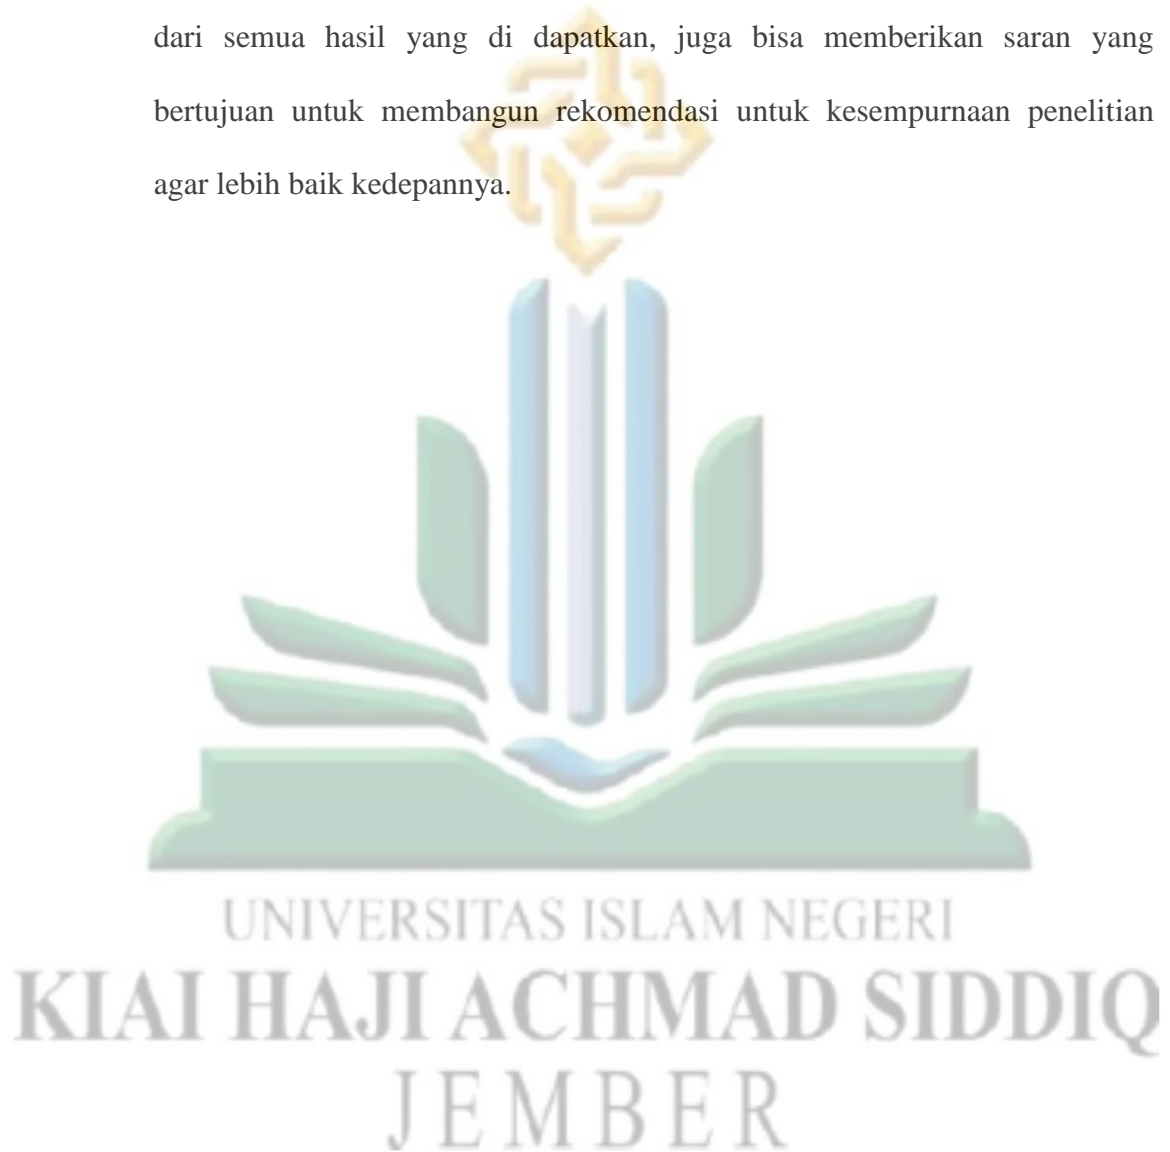 dari semua hasil yang di dapatkan, juga bisa memberikan saran yang
bertujuan untuk membangun rekomendasi untuk kesempurnaan penelitian
agar lebih baik kedepannya.
UNIVERSITAS ISLAM NEGERI
KIAI HAJI ACHMAD SIDDIQ
JEMBER